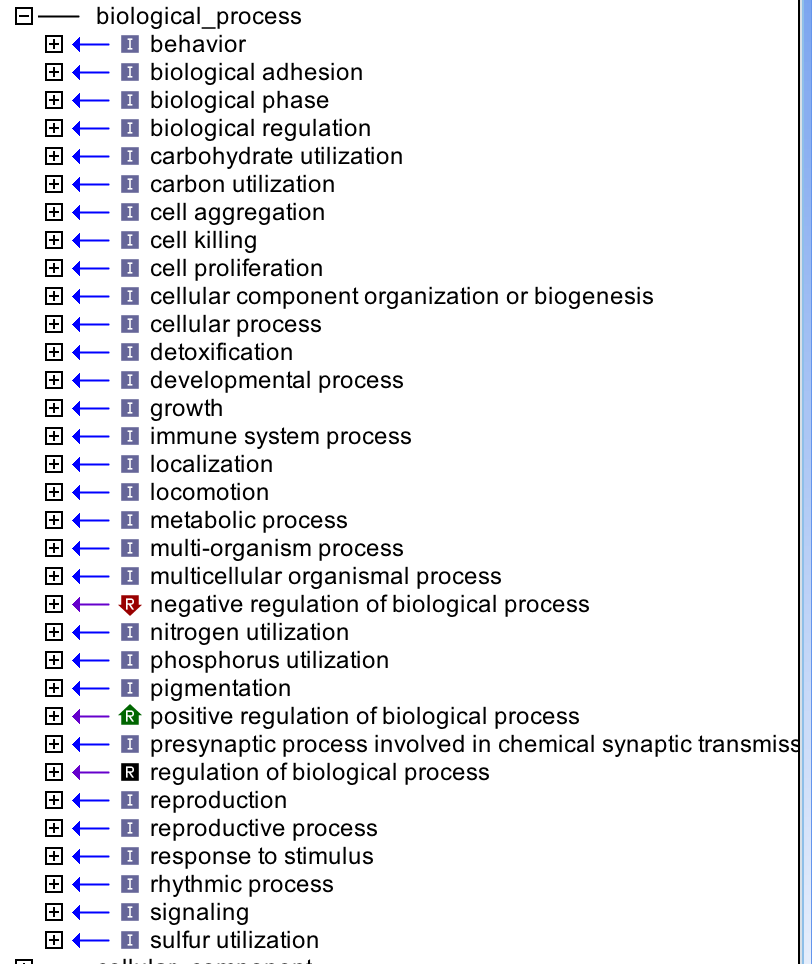 biological_process
I behavior
I biological adhesion
I biological phase
I biological regulation
I carbohydrate utilization
I carbon utilization
I cell aggregation
I cell killing
I cell proliferation
I cellular component organization or biogenesis
I cellular process
I detoxification
I developmental process
I growth
I immune system process
I localization
I locomotion
I metabolic process
I multi-organism process
I multicellular organismal process
R negative regulation of biological process
I nitrogen utilization
I phosphorus utilization
I pigmentation
R positive regulation of biological process
I presynaptic process involved in chemical synaptic transmiss
R regulation of biological process
I reproduction
I reproductive process
I response to stimulus
I rhythmic process
I signaling
I sulfur utilization